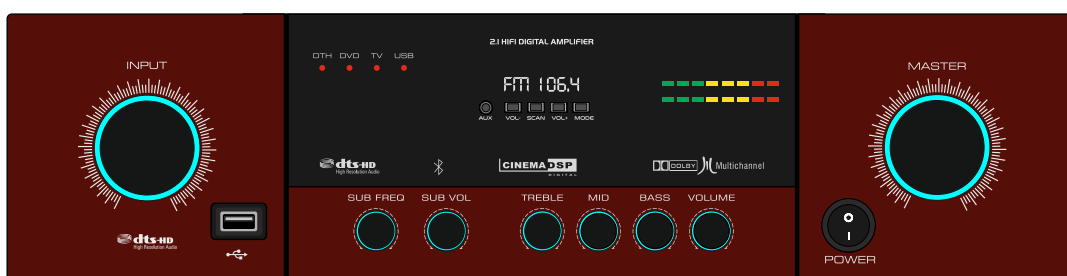 2.1 HIFI DIGITAL AMPLIFIER
DTH DVD TV USB
INPUT
MASTER
FM 106.4
AUX VOL- SCAN VOL+ MODE
dts-HD
High Resolution Audio
CINEMA DSP
DIGITAL
DOLBY
Multichannel
SUB FREQ SUB VOL TREBLE MID BASS VOLUME
dts-HD
High Resolution Audio
O
I
POWER